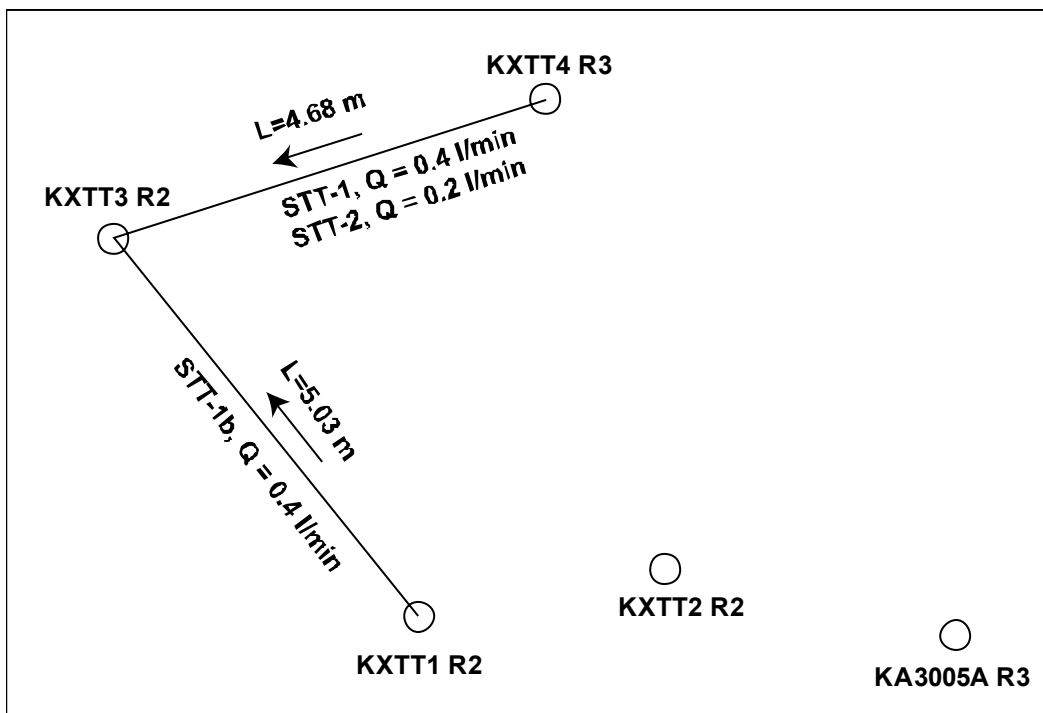 KXTT4 R3
L=4.68 m
STT-1, Q = 0.4 l/min
STT-2, Q = 0.2 l/min
KXTT3 R2
L=5.03 m
STT-1b, Q = 0.4 l/min
KXTT2 R2
KXTT1 R2
KA3005A R3